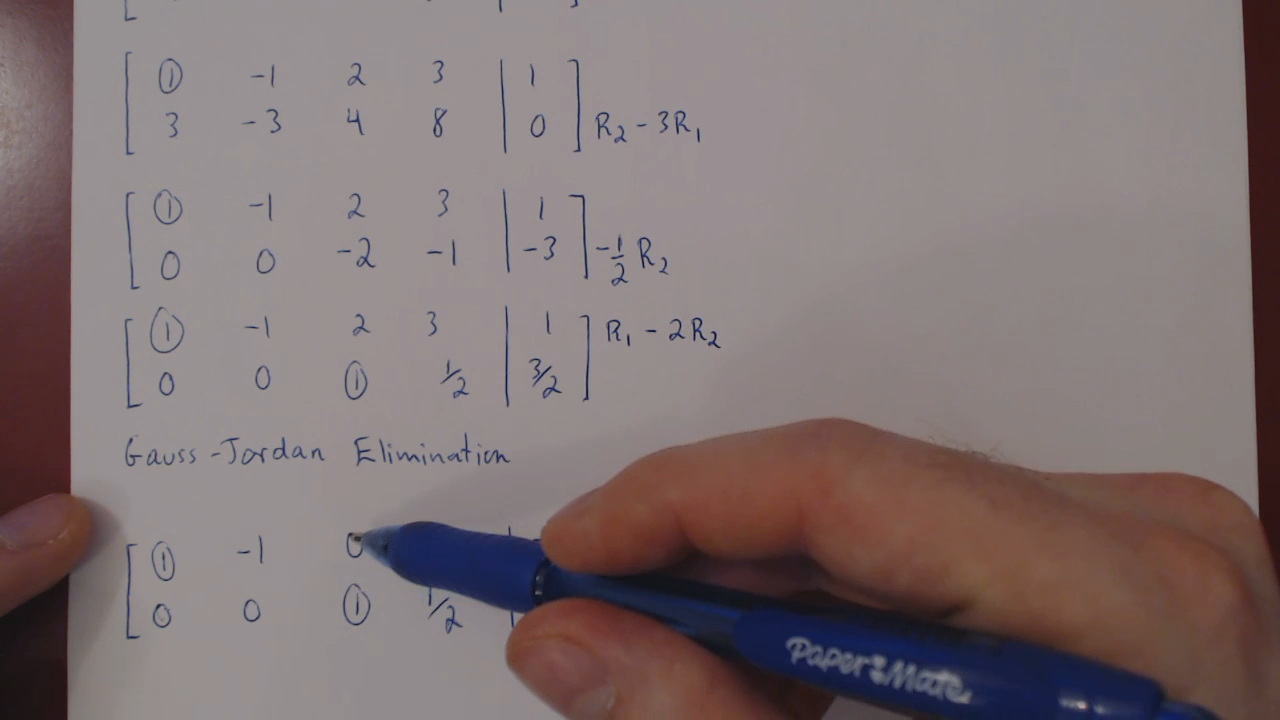 1 -1 2 3 | 1
3 -3 4 8 | 0 R₂ - 3R₁
1 -1 2 3 | 1
0 0 -2 -1 | -3 -1/2 R₂
1 -1 2 3 | 1 R₁ - 2R₂
0 0 1 1/2 | 3/2
Gauss-Jordan Elimination
1 -1 0
0 0 1 1/2
Paper Mate